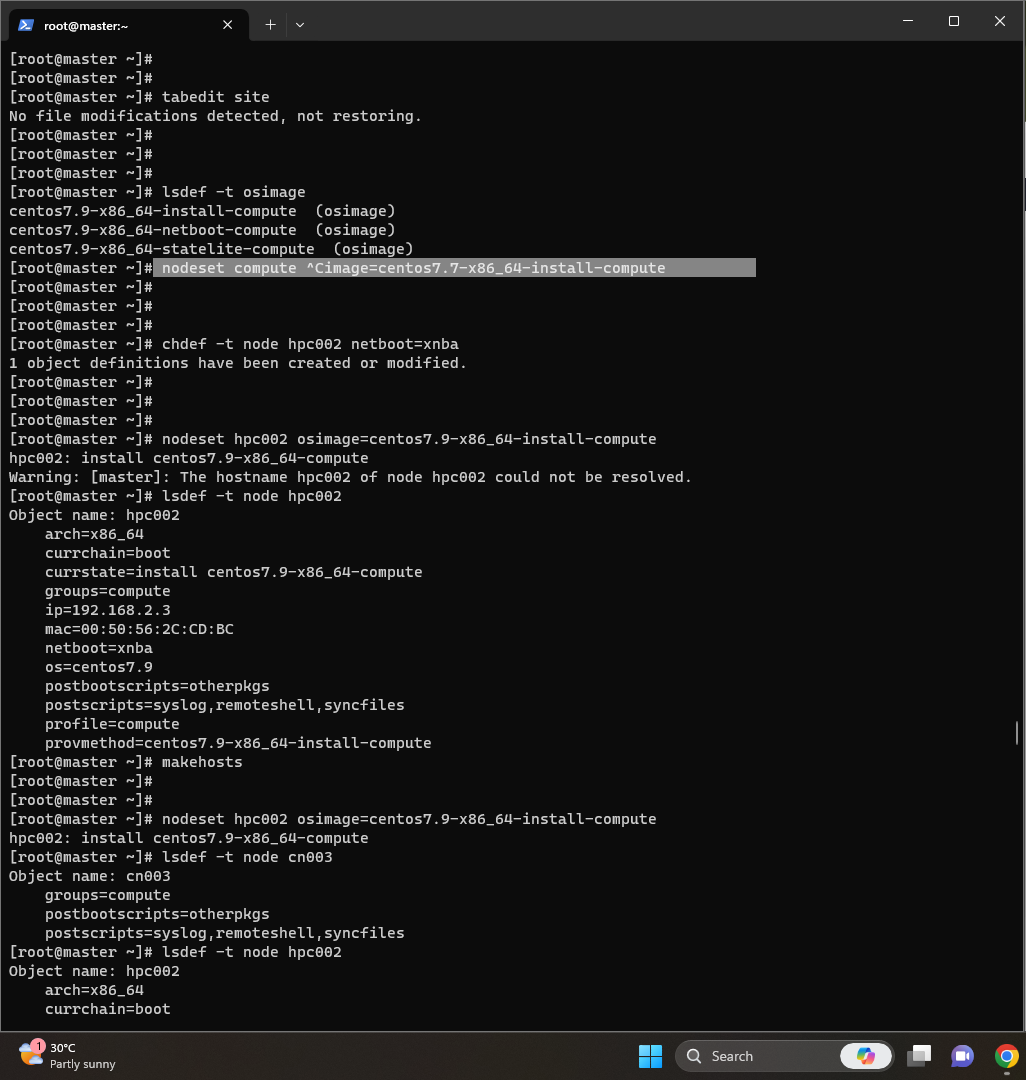 root@master:~
[root@master ~]#
[root@master ~]#
[root@master ~]# tabedit site
No file modifications detected, not restoring.
[root@master ~]#
[root@master ~]#
[root@master ~]#
[root@master ~]# lsdef -t osimage
centos7.9-x86_64-install-compute  (osimage)
centos7.9-x86_64-netboot-compute  (osimage)
centos7.9-x86_64-statelite-compute  (osimage)
[root@master ~]# nodeset compute ^Cimage=centos7.7-x86_64-install-compute
[root@master ~]#
[root@master ~]#
[root@master ~]#
[root@master ~]# chdef -t node hpc002 netboot=xnba
1 object definitions have been created or modified.
[root@master ~]#
[root@master ~]#
[root@master ~]#
[root@master ~]# nodeset hpc002 osimage=centos7.9-x86_64-install-compute
hpc002: install centos7.9-x86_64-compute
Warning: [master]: The hostname hpc002 of node hpc002 could not be resolved.
[root@master ~]# lsdef -t node hpc002
Object name: hpc002
    arch=x86_64
    currchain=boot
    currstate=install centos7.9-x86_64-compute
    groups=compute
    ip=192.168.2.3
    mac=00:50:56:2C:CD:BC
    netboot=xnba
    os=centos7.9
    postbootscripts=otherpkgs
    postscripts=syslog,remoteshell,syncfiles
    profile=compute
    provmethod=centos7.9-x86_64-install-compute
[root@master ~]# makehosts
[root@master ~]#
[root@master ~]#
[root@master ~]# nodeset hpc002 osimage=centos7.9-x86_64-install-compute
hpc002: install centos7.9-x86_64-compute
[root@master ~]# lsdef -t node cn003
Object name: cn003
    groups=compute
    postbootscripts=otherpkgs
    postscripts=syslog,remoteshell,syncfiles
[root@master ~]# lsdef -t node hpc002
Object name: hpc002
    arch=x86_64
    currchain=boot
1
30°C
Partly sunny
Search